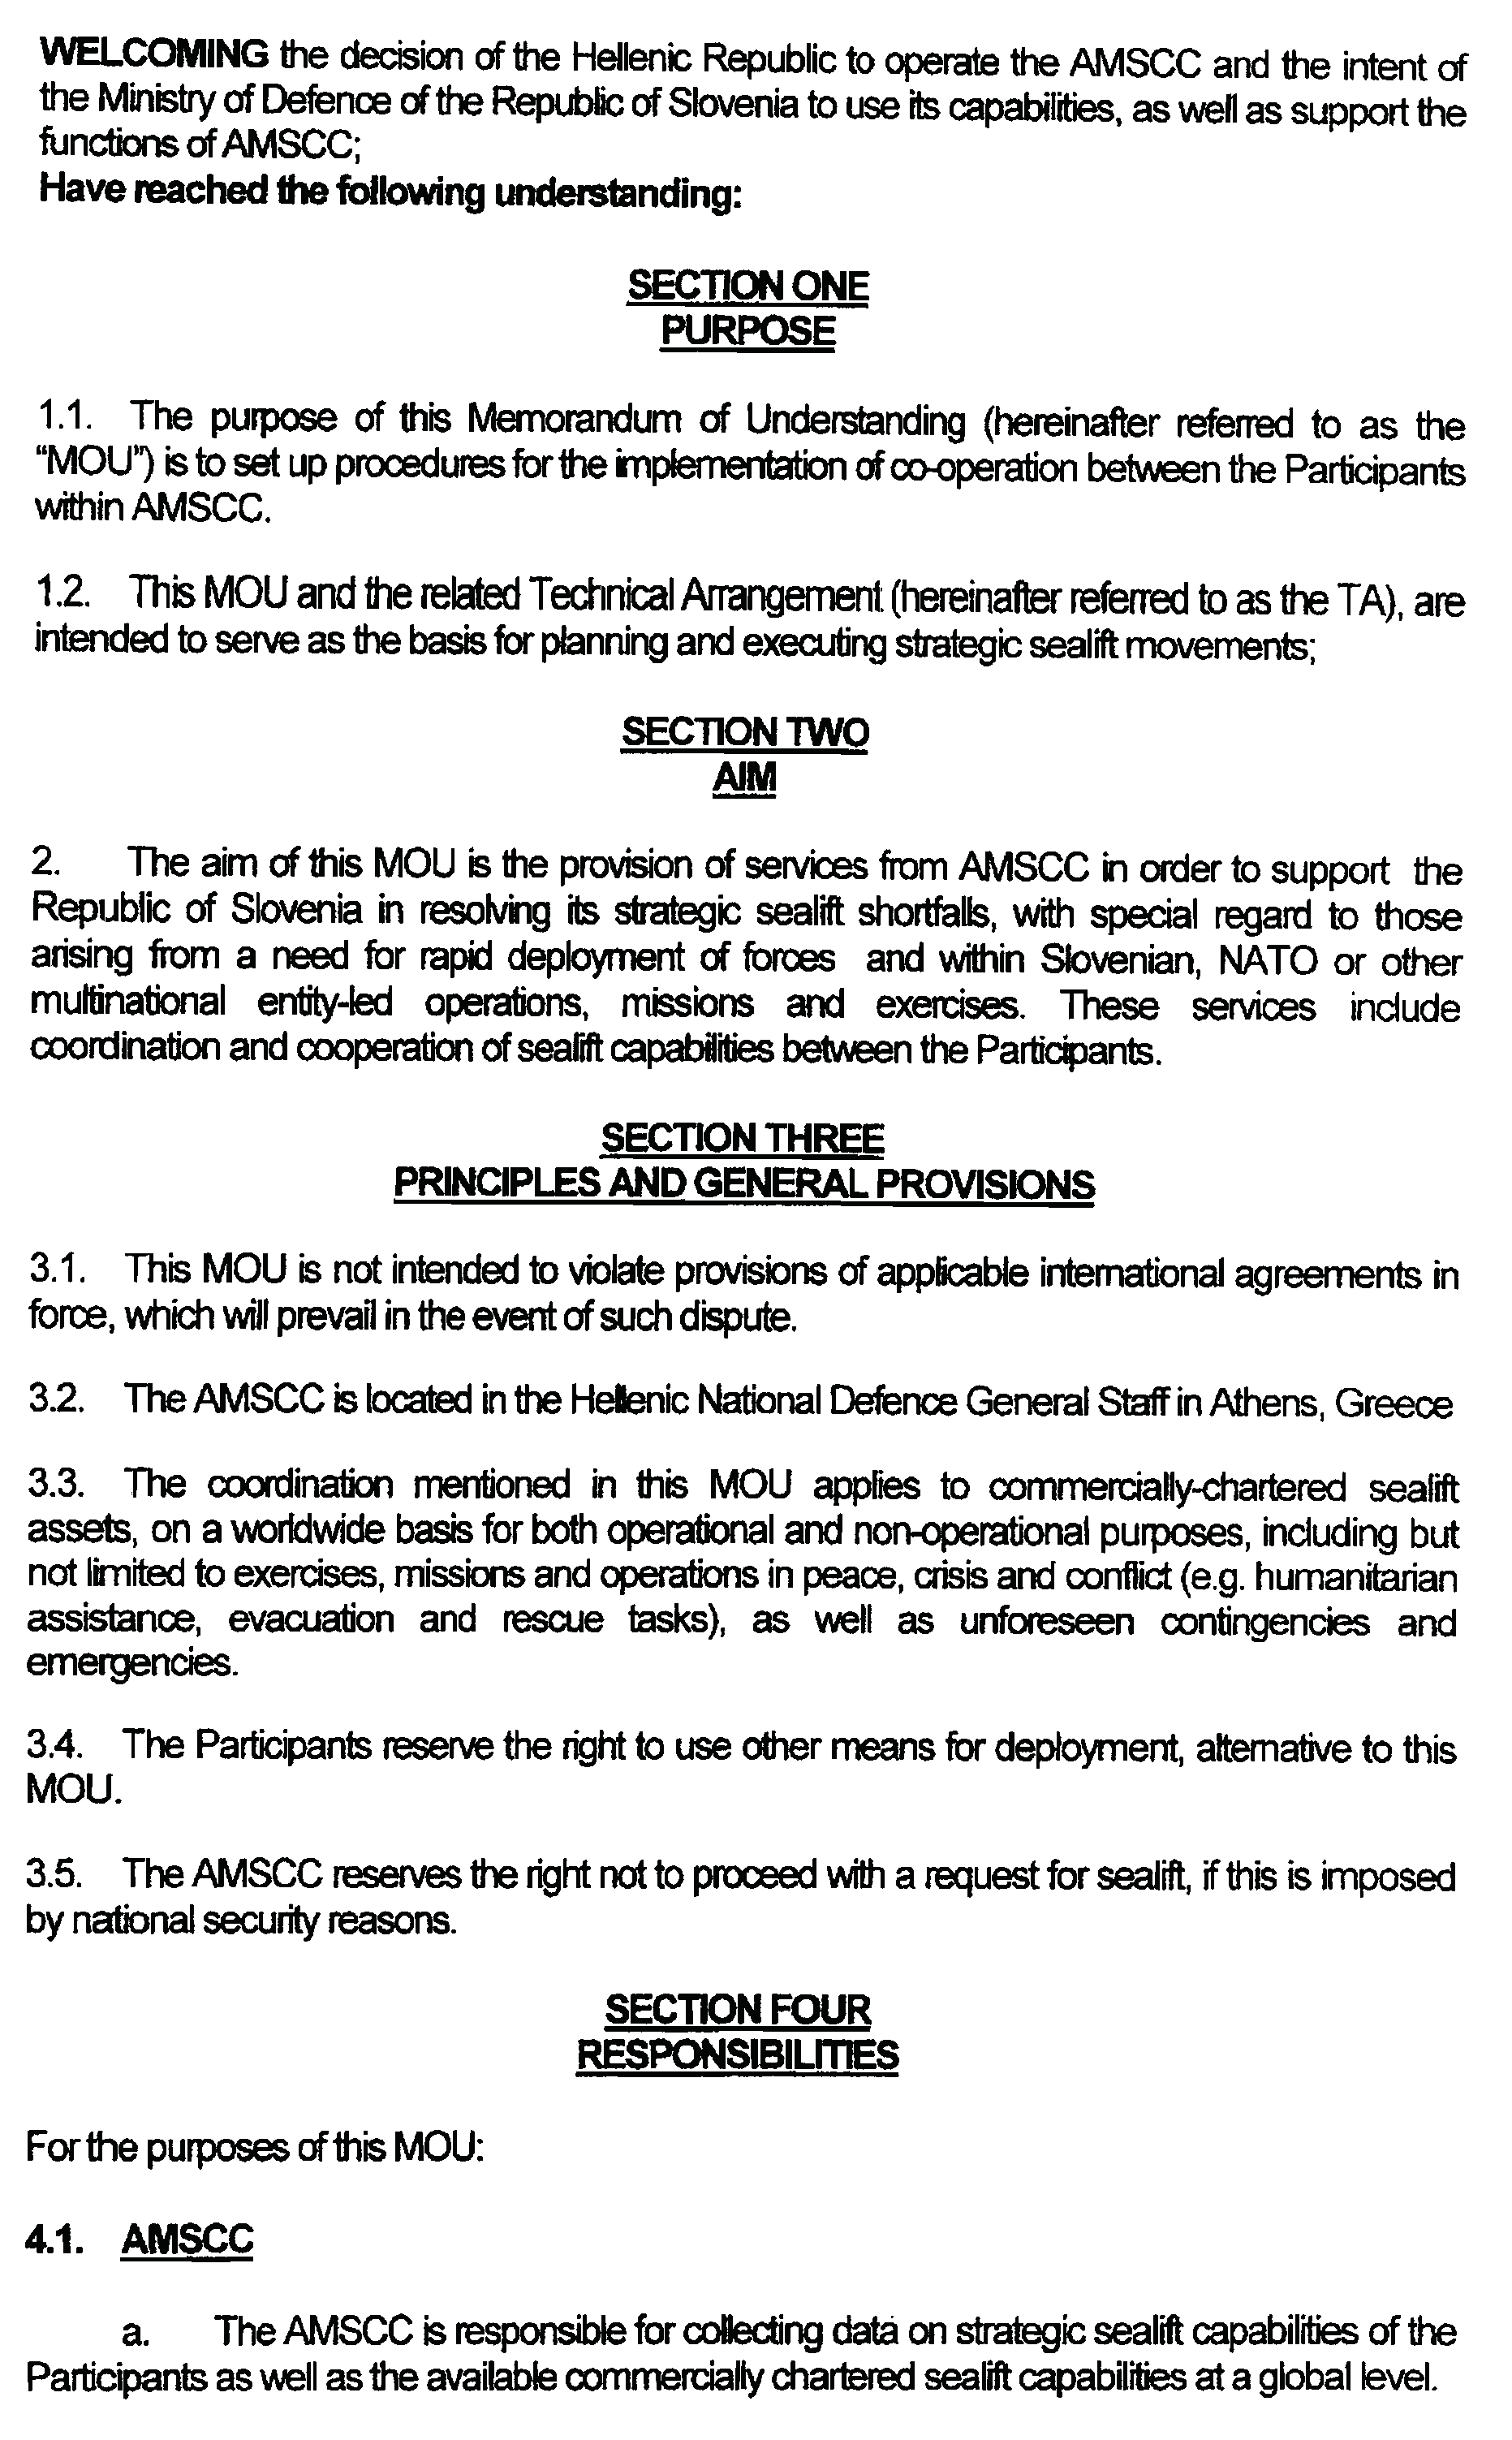 WELCOMING the decision of the Hellenic Republic to operate the AMSCC and the intent of
the Ministry of Defence of the Republic of Slovenia to use its capabilities, as well as support the
functions of AMSCC;
Have reached the following understanding:
SECTION ONE
PURPOSE
1.1. The purpose of this Memorandum of Understanding (hereinafter referred to as the
“MOU”) is to set up procedures for the implementation of co-operation between the Participants
within AMSCC.
1.2. This MOU and the related Technical Arrangement (hereinafter referred to as the TA), are
intended to serve as the basis for planning and executing strategic sealift movements;
SECTION TWO
AIM
2. The aim of this MOU is the provision of services from AMSCC in order to support the
Republic of Slovenia in resolving its strategic sealift shortfalls, with special regard to those
arising from a need for rapid deployment of forces and within Slovenian, NATO or other
multinational entity-led operations, missions and exercises. These services include
coordination and cooperation of sealift capabilities between the Participants.
SECTION THREE
PRINCIPLES AND GENERAL PROVISIONS
3.1. This MOU is not intended to violate provisions of applicable international agreements in
force, which will prevail in the event of such dispute.
3.2. The AMSCC is located in the Hellenic National Defence General Staff in Athens, Greece
3.3. The coordination mentioned in this MOU applies to commercially-chartered sealift
assets, on a worldwide basis for both operational and non-operational purposes, including but
not limited to exercises, missions and operations in peace, crisis and conflict (e.g. humanitarian
assistance, evacuation and rescue tasks), as well as unforeseen contingencies and
emergencies.
3.4. The Participants reserve the right to use other means for deployment, alternative to this
MOU.
3.5. The AMSCC reserves the right not to proceed with a request for sealift, if this is imposed
by national security reasons.
SECTION FOUR
RESPONSIBILITIES
For the purposes of this MOU:
4.1. AMSCC
a. The AMSCC is responsible for collecting data on strategic sealift capabilities of the
Participants as well as the available commercially chartered sealift capabilities at a global level.